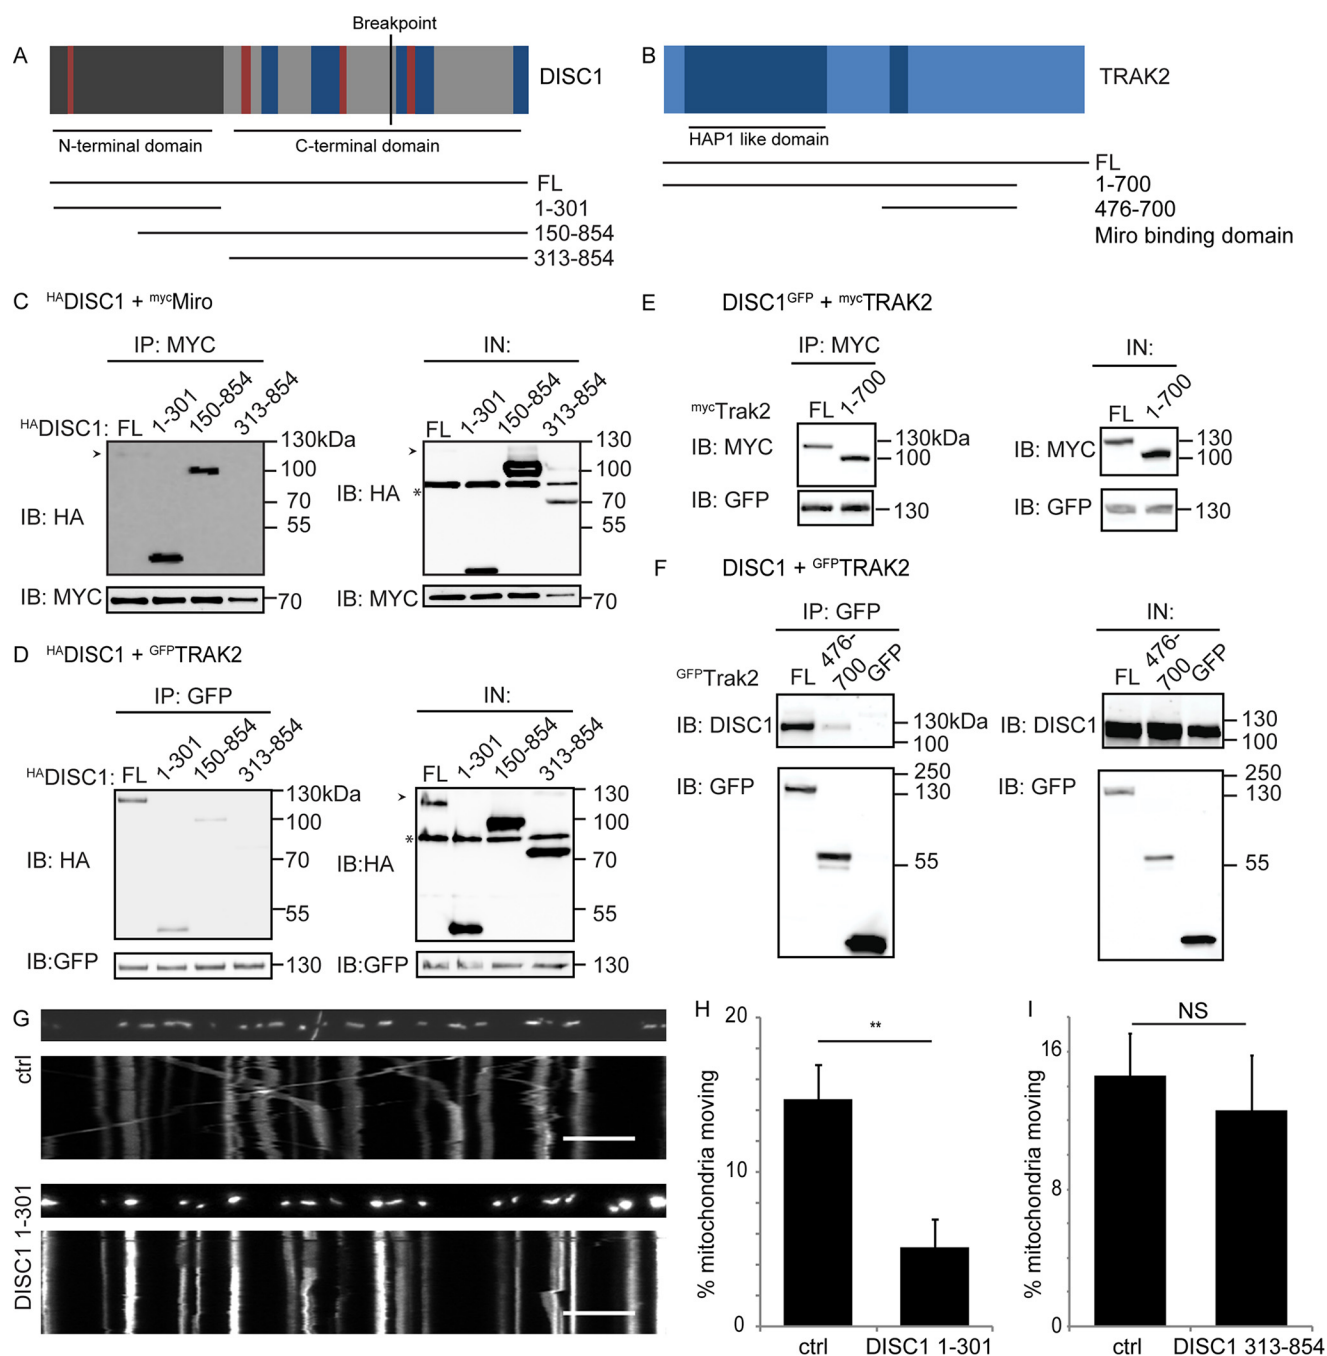 Breakpoint
A
DISC1
N-terminal domain
C-terminal domain
FL
1-301
150-854
313-854
B
TRAK2
HAP1 like domain
FL
1-700
476-700
Miro binding domain
C HADISC1 + mycMiro
IP: MYC
IN:
HADISC1: FL 1-301 150-854 313-854
FL 1-301 150-854 313-854
130kDa
100
70
55
IB: HA
130
100
70
55
IB: HA
*
IB: MYC
70
IB: MYC
70
D HADISC1 + GFPTRAK2
IP: GFP
IN:
HADISC1: FL 1-301 150-854 313-854
FL 1-301 150-854 313-854
130kDa
100
70
55
IB: HA
130
100
70
55
*
IB:HA
IB:GFP
130
IB:GFP
130
E DISC1GFP + mycTRAK2
IP: MYC
IN:
mycTrak2 FL 1-700
FL 1-700
IB: MYC
130kDa
100
IB: MYC
130
100
IB: GFP
130
IB: GFP
130
F DISC1 + GFPTRAK2
IP: GFP
IN:
GFPTrak2 FL 476-700 GFP
FL 476-700 GFP
IB: DISC1
130kDa
100
IB: DISC1
130
100
IB: GFP
250
130
55
IB: GFP
250
130
55
G
ctrl
DISC1 1-301
H
% mitochondria moving
20
10
0
**
ctrl
DISC1 1-301
I
% mitochondria moving
16
8
0
NS
ctrl
DISC1 313-854